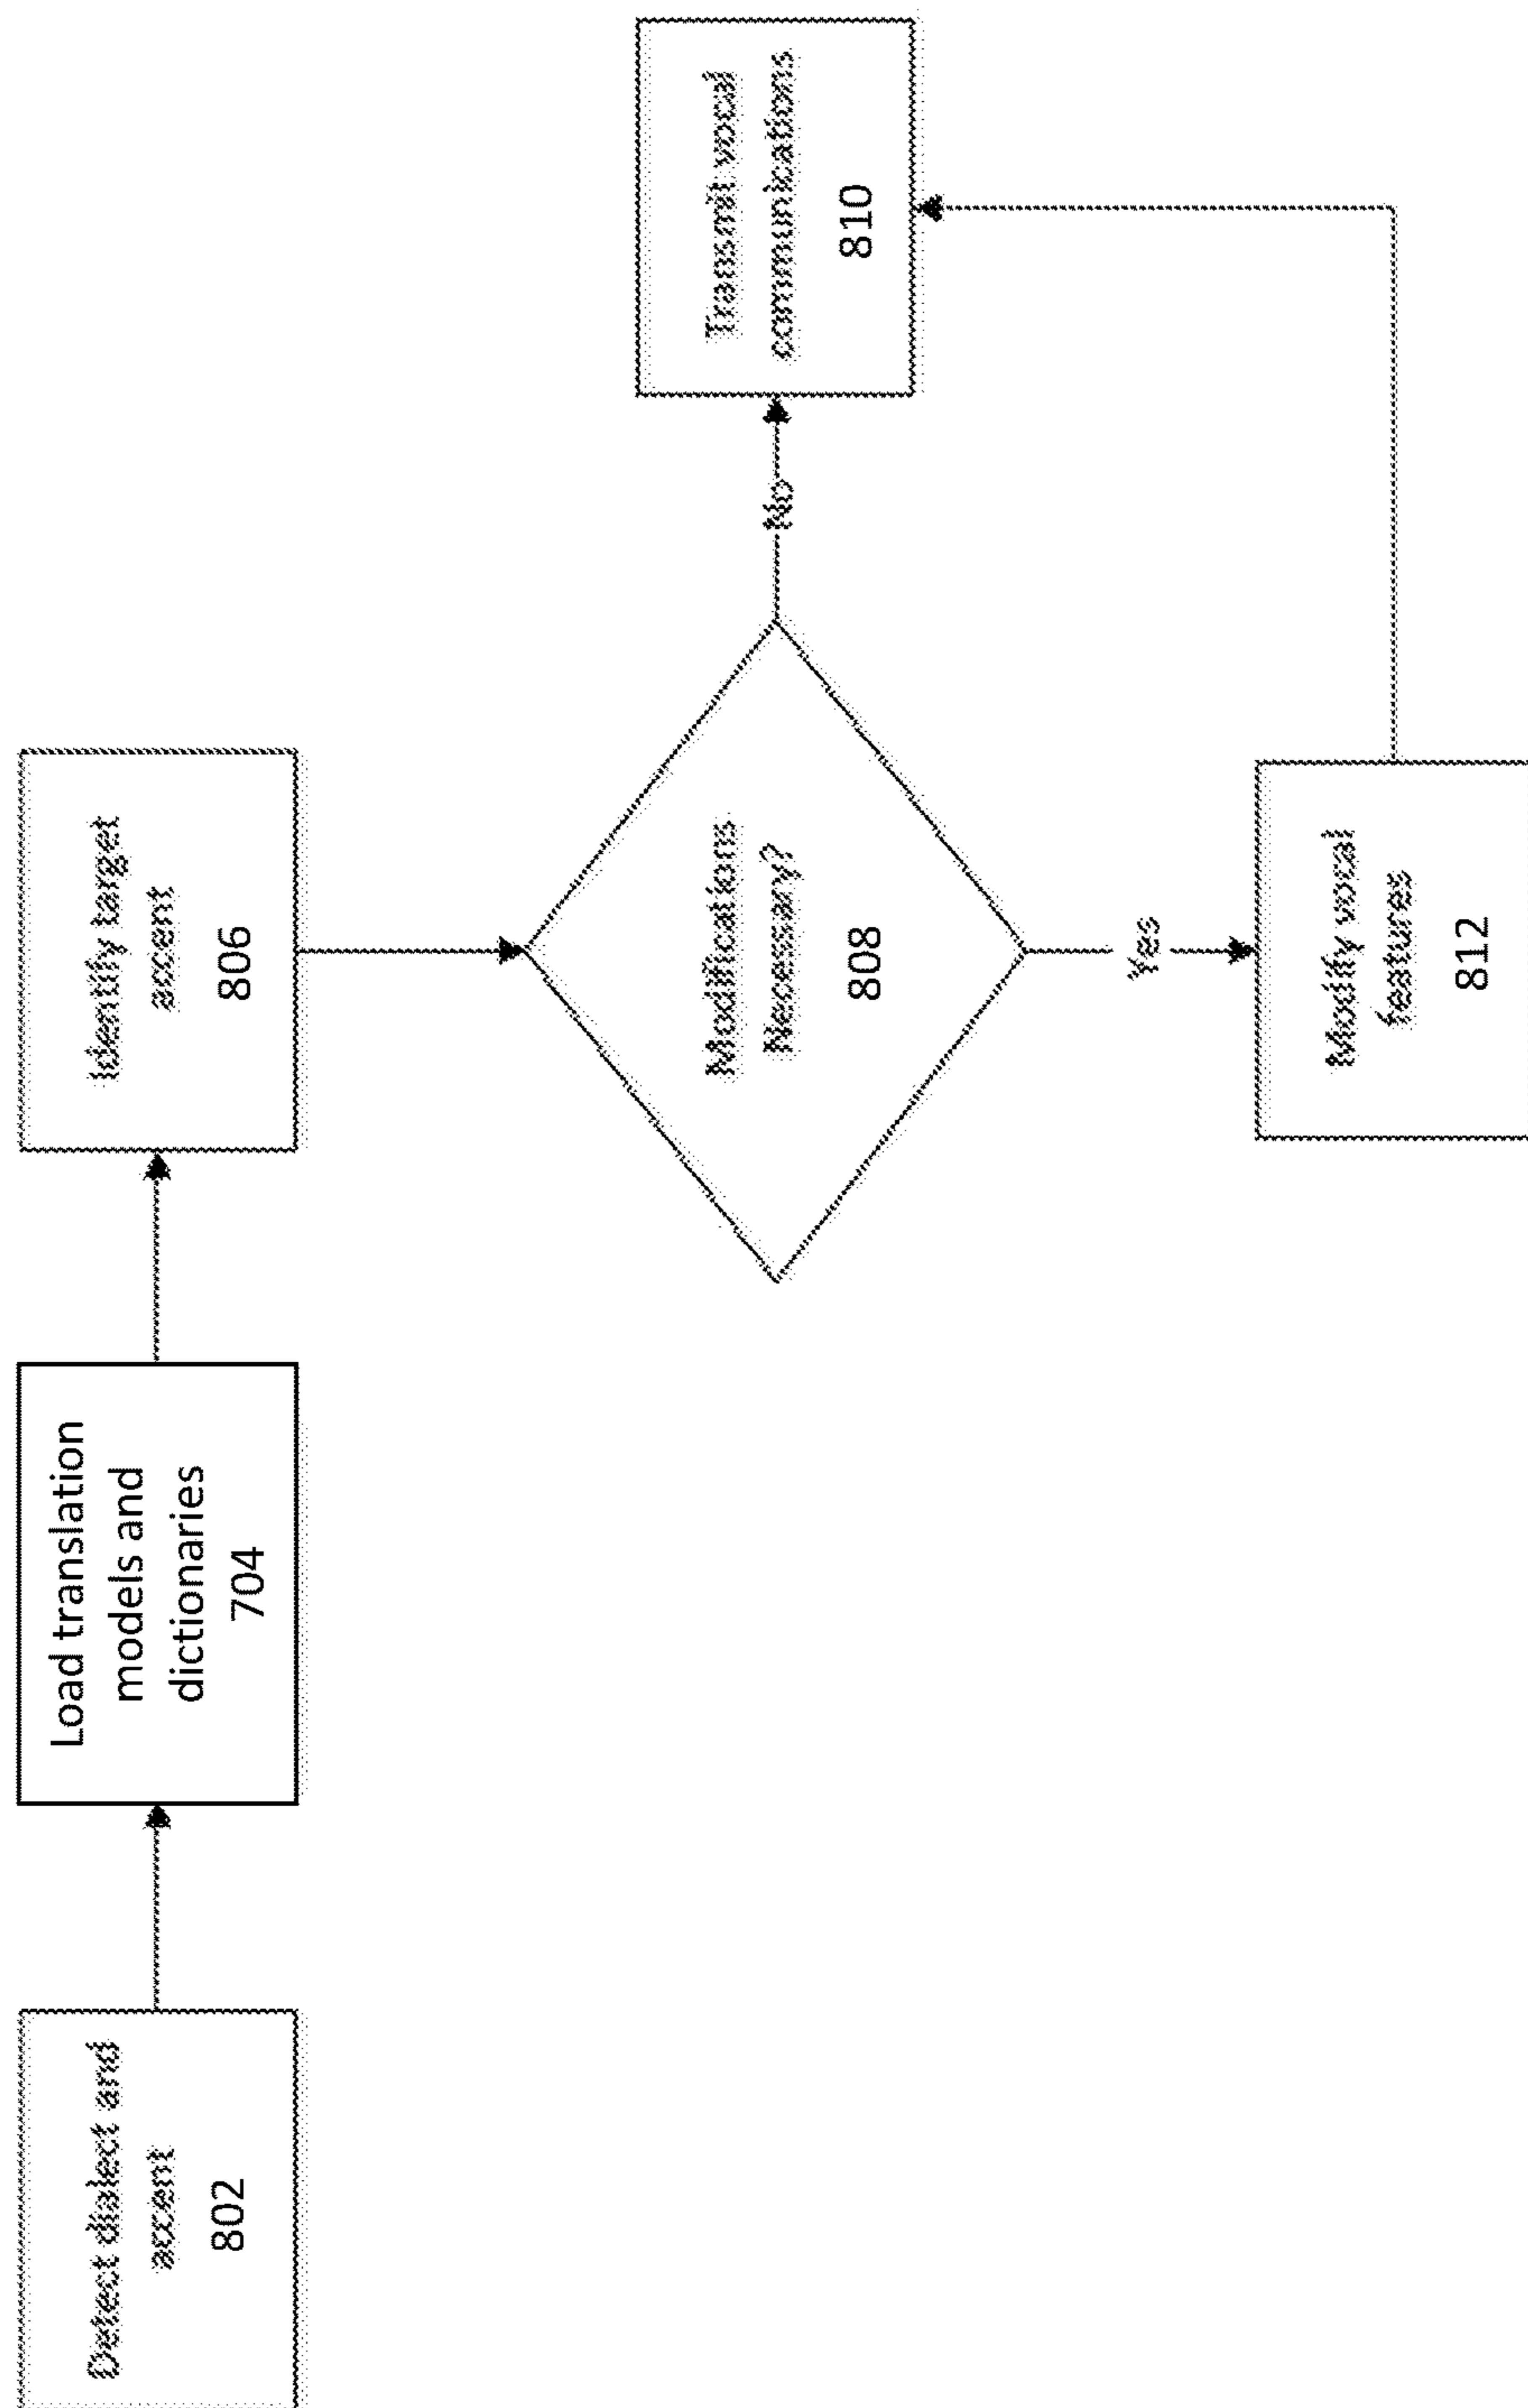 Detect dialect and
accent
802
Load translation
models and
dictionaries
704
Identify target
accent
806
Modifications
Necessary?
808
No
Transmit vocal
communications
810
Yes
Modify vocal
features
812